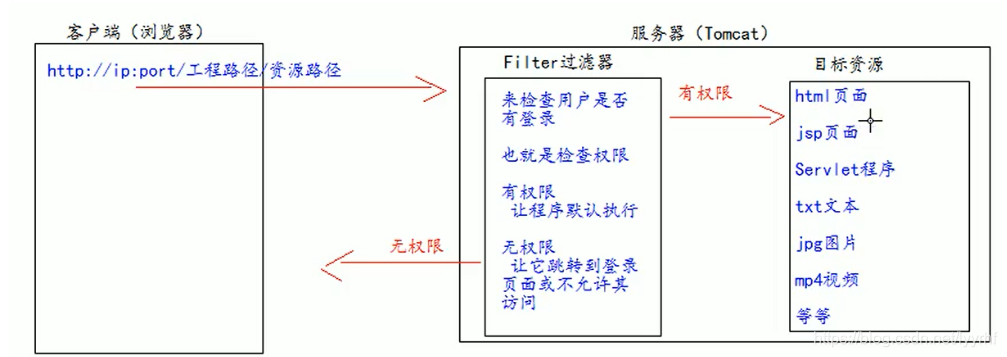 客户端（浏览器）
http://ip:port/工程路径/资源路径
服务器（Tomcat）
Filter过滤器
来检查用户是否
有登录
也就是检查权限
有权限
让程序默认执行
无权限
让它跳转到登录
页面或不允许其
访问
有权限
无权限
目标资源
html页面
jsp页面
Servlet程序
txt文本
jpg图片
mp4视频
等等